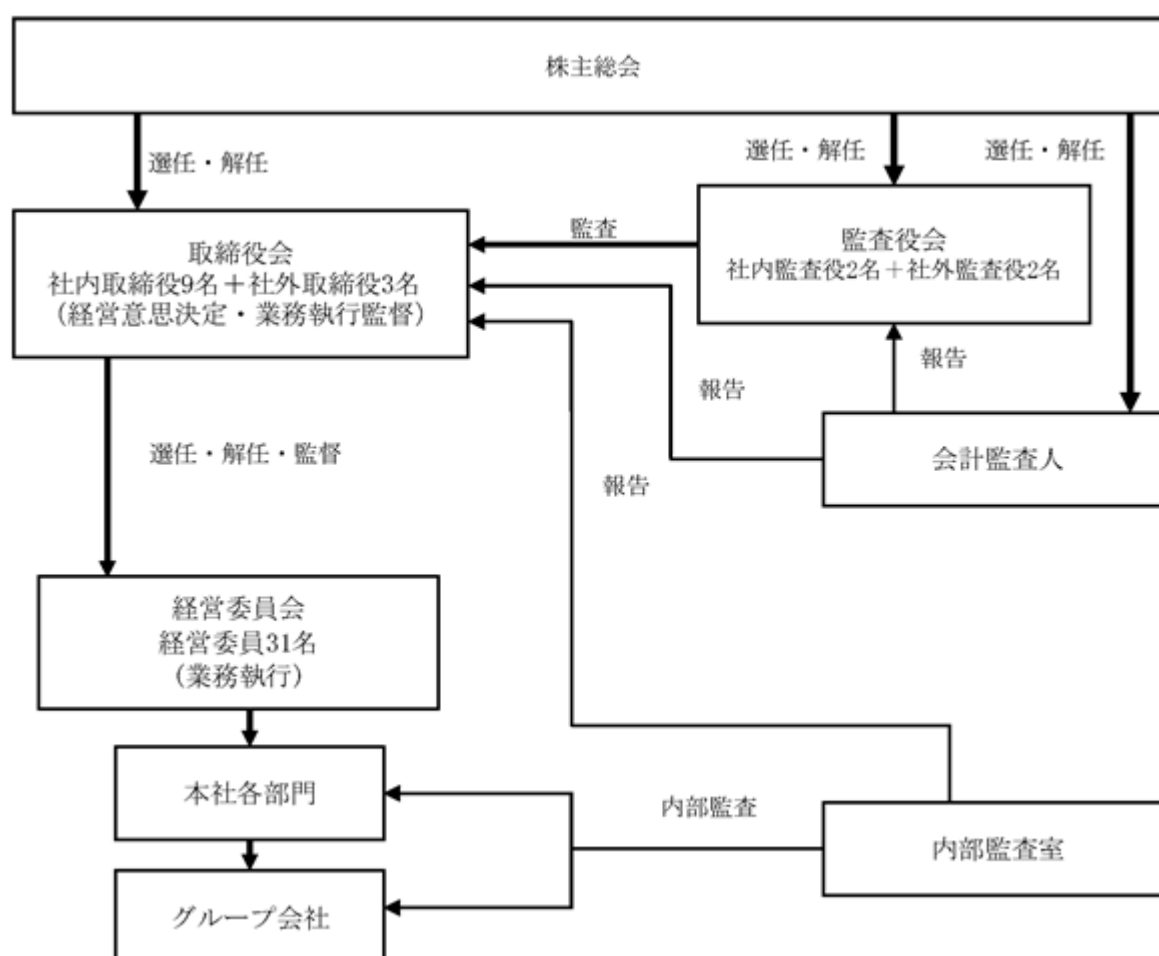 株主総会
選任・解任
選任・解任
選任・解任
取締役会
社内取締役9名＋社外取締役3名
(経営意思決定・業務執行監督)
監査
監査役会
社内監査役2名＋社外監査役2名
報告
報告
会計監査人
選任・解任・監督
報告
経営委員会
経営委員31名
(業務執行)
本社各部門
内部監査
内部監査室
グループ会社